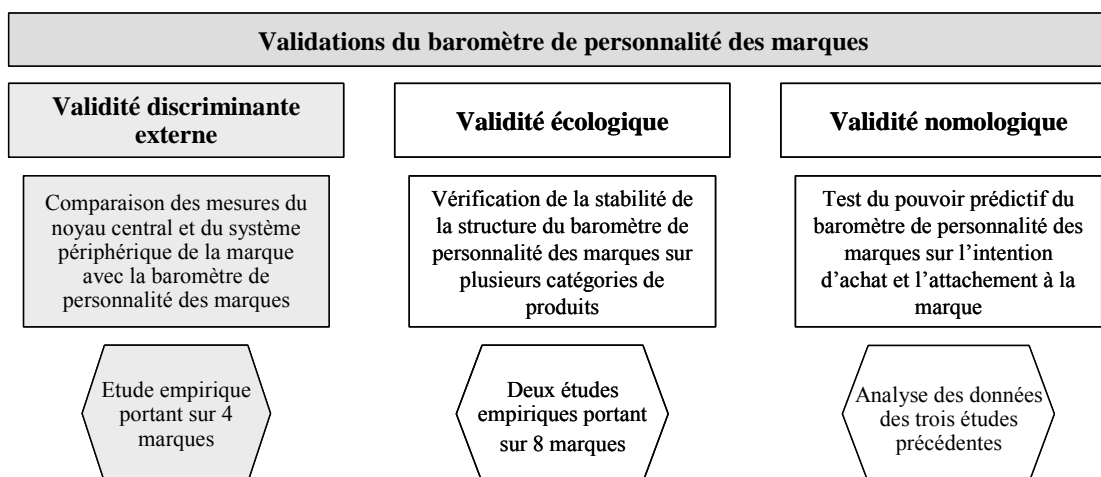 Validations du baromètre de personnalité des marques
Validité discriminante
externe
Comparaison des mesures du
noyau central et du système
périphérique de la marque
avec la baromètre de
personnalité des marques
Etude empirique
portant sur 4
marques
Validité écologique
Vérification de la stabilité de
la structure du baromètre de
personnalité des marques sur
plusieurs catégories de
produits
Deux études
empiriques portant
sur 8 marques
Validité nomologique
Test du pouvoir prédictif du
baromètre de personnalité des
marques sur l’intention
d’achat et l’attachement à la
marque
Analyse des données
des trois études
précédentes